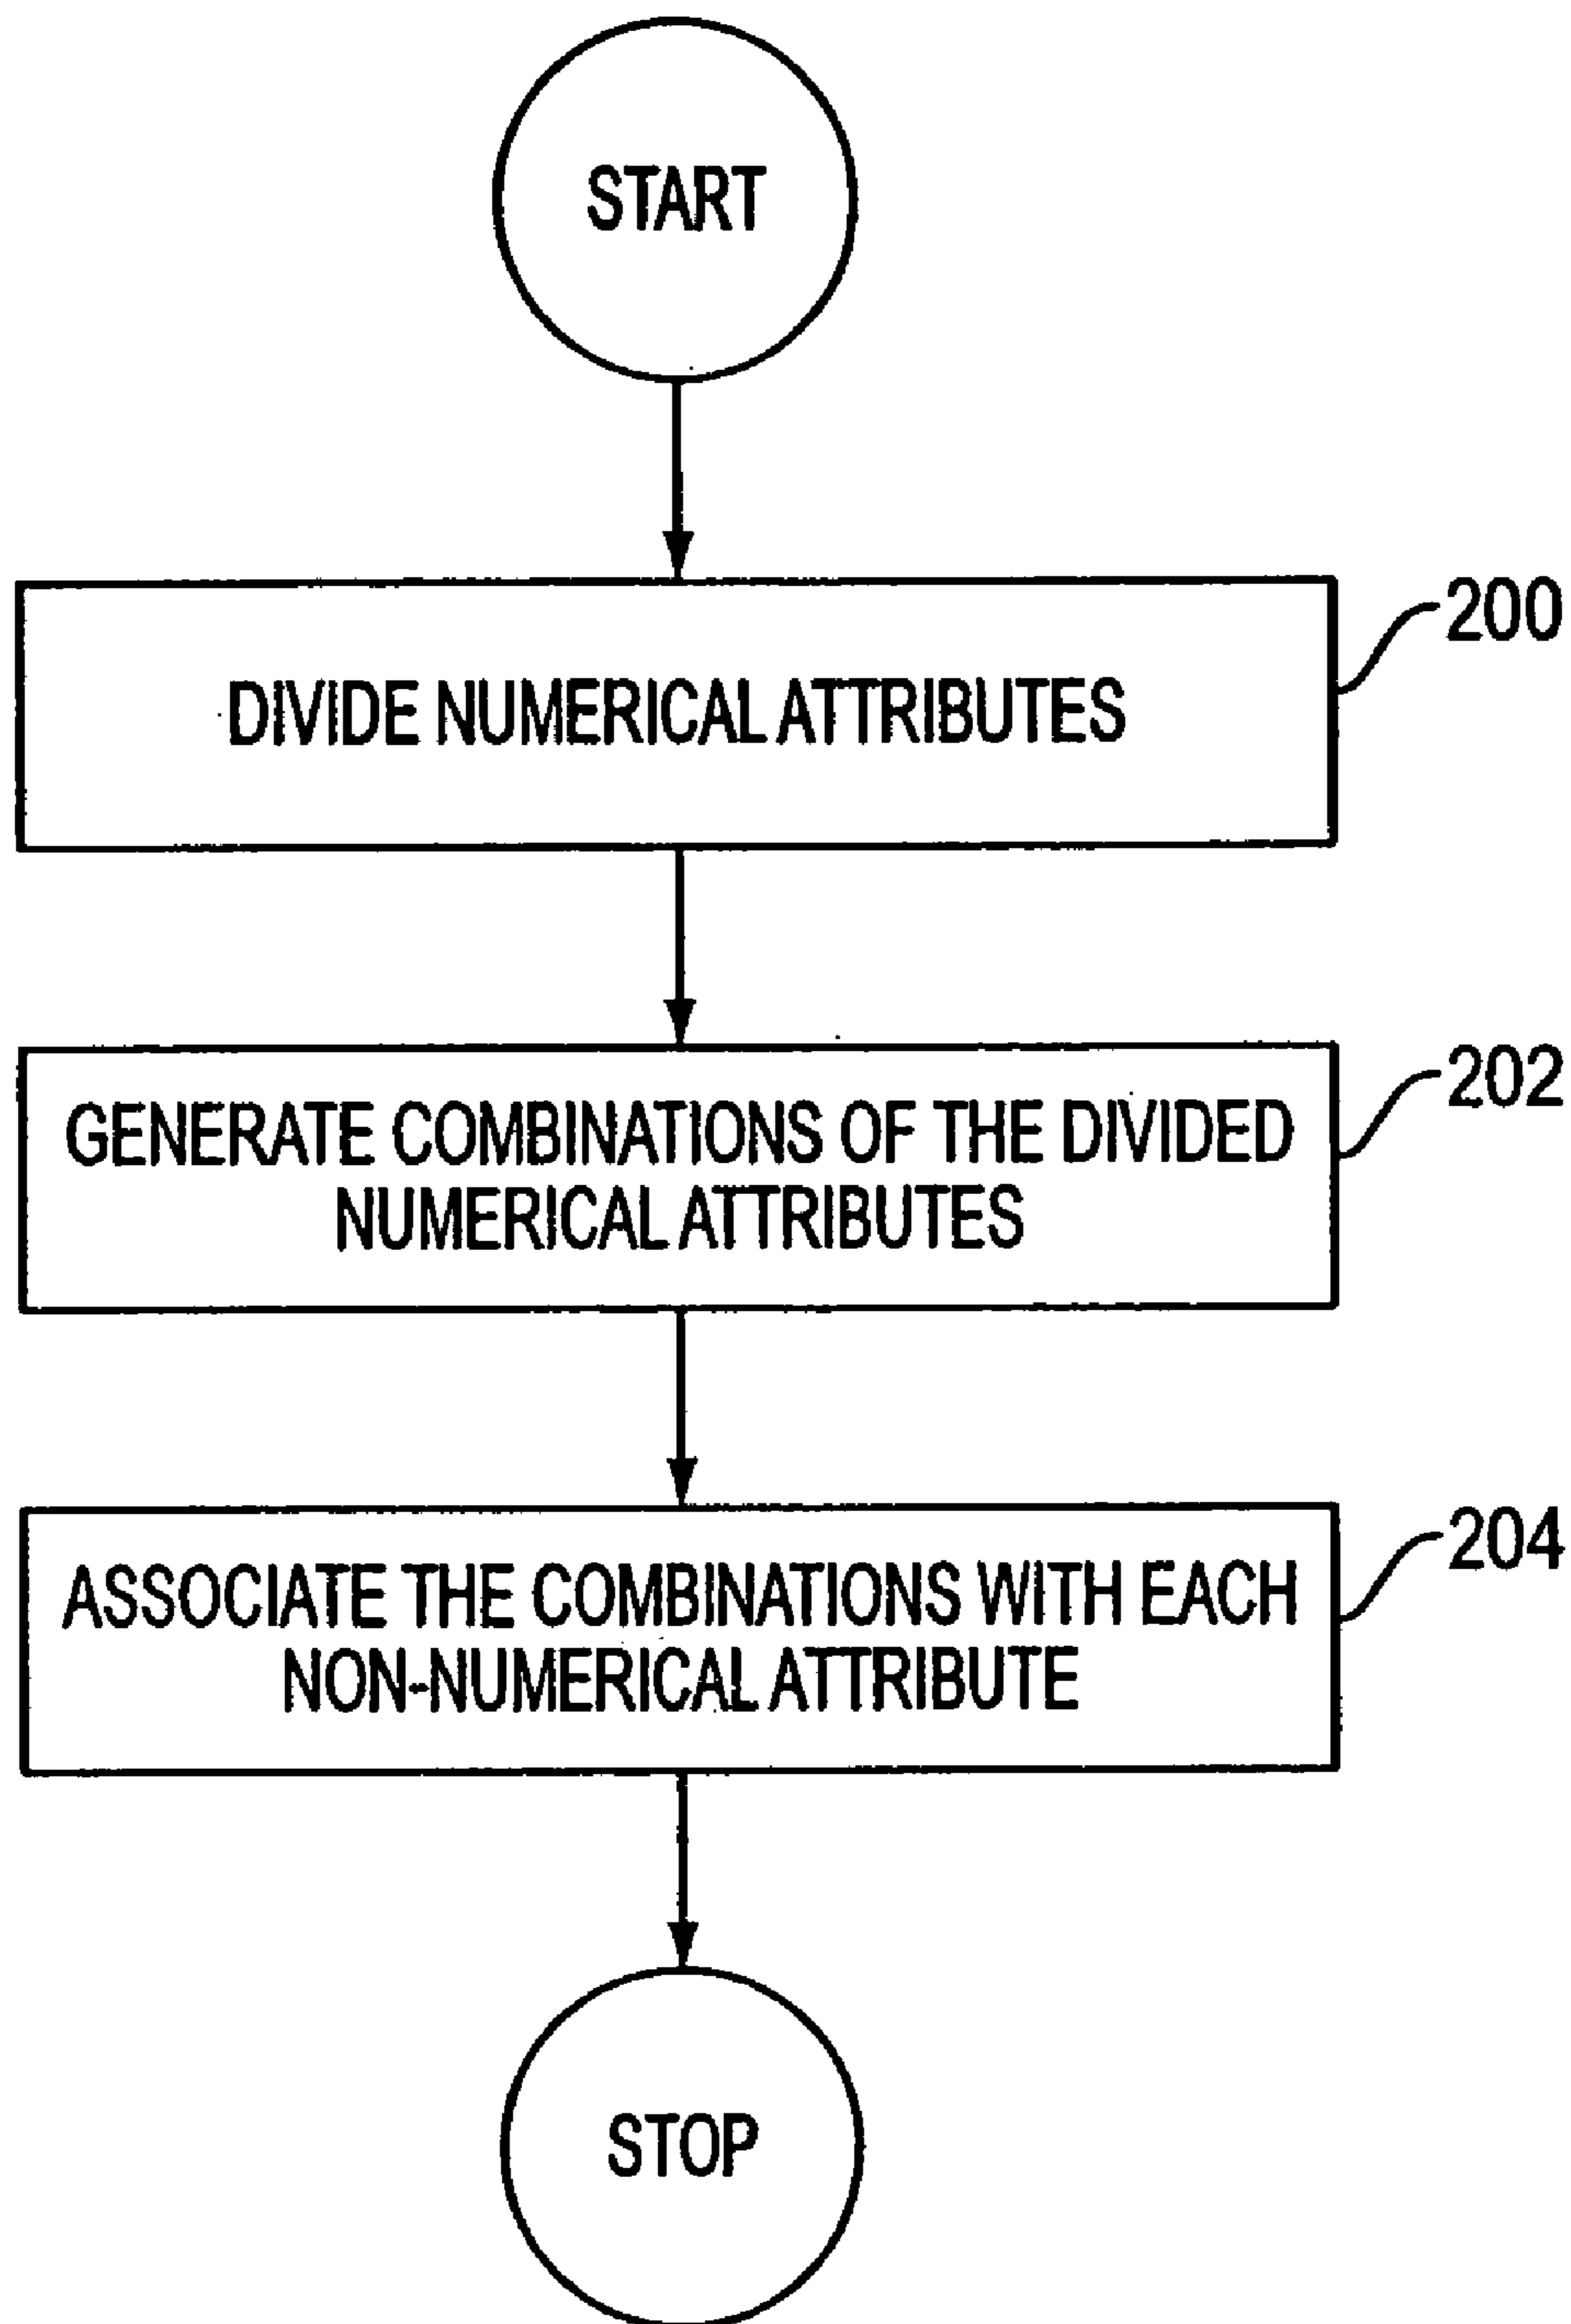 START
200
DIVIDE NUMERICAL ATTRIBUTES
202
GENERATE COMBINATIONS OF THE DIVIDED
NUMERICAL ATTRIBUTES
204
ASSOCIATE THE COMBINATIONS WITH EACH
NON-NUMERICAL ATTRIBUTE
STOP